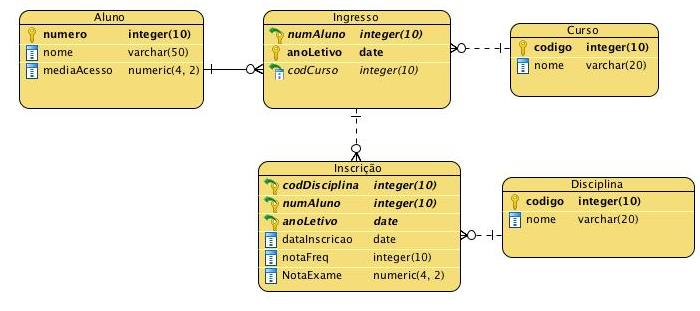 Aluno
numero integer(10)
nome varchar(50)
mediaAcesso numeric(4, 2)
Ingresso
numAluno integer(10)
anoLetivo date
codCurso integer(10)
Curso
codigo integer(10)
nome varchar(20)
Inscrição
codDisciplina integer(10)
numAluno integer(10)
anoLetivo date
dataInscricao date
notaFreq integer(10)
NotaExame numeric(4, 2)
Disciplina
codigo integer(10)
nome varchar(20)